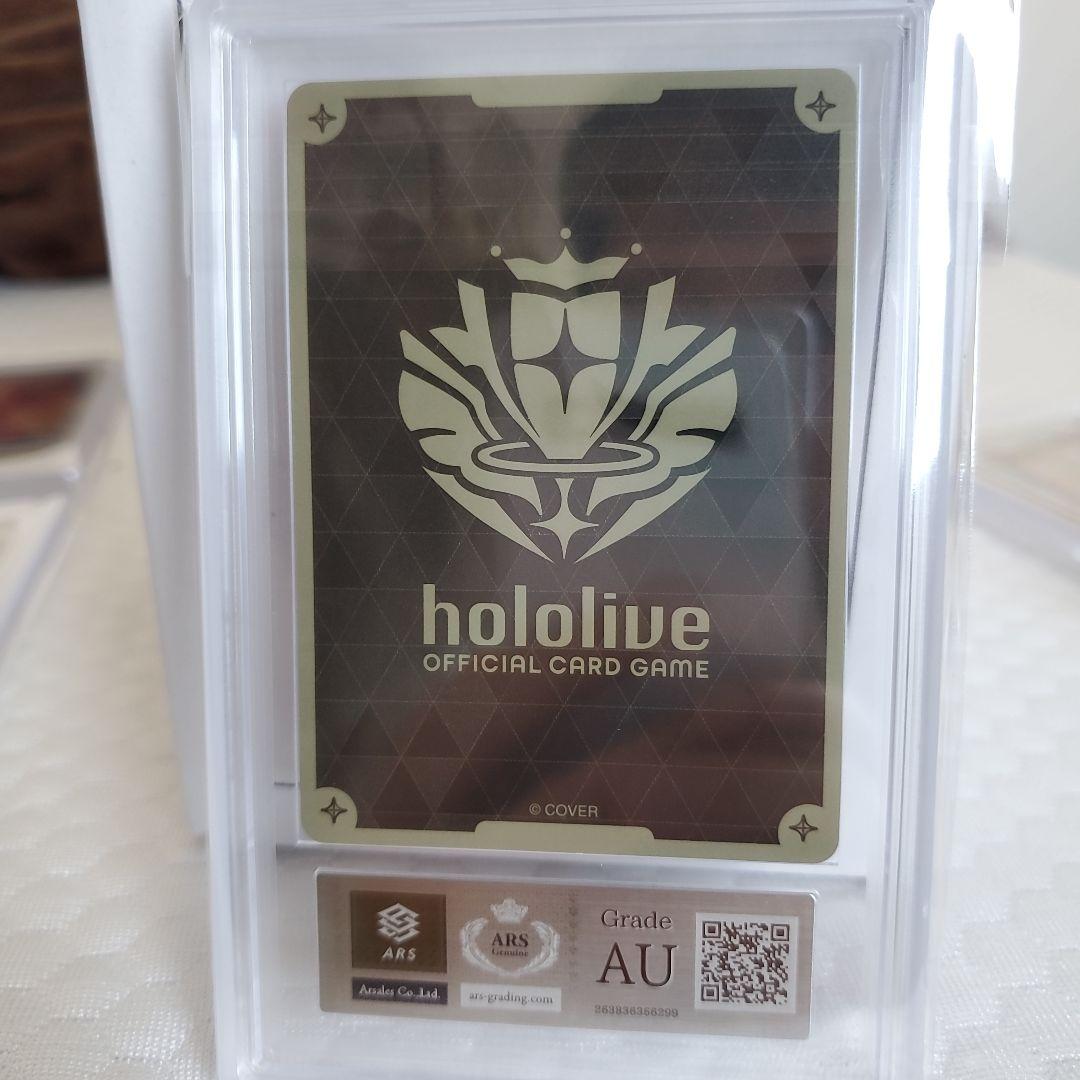 hololive
OFFICIAL CARD GAME
© COVER
ARS
Arsales Co.,Ltd.
ARS
Genuine
ars-grading.com
Grade
AU
263836356299